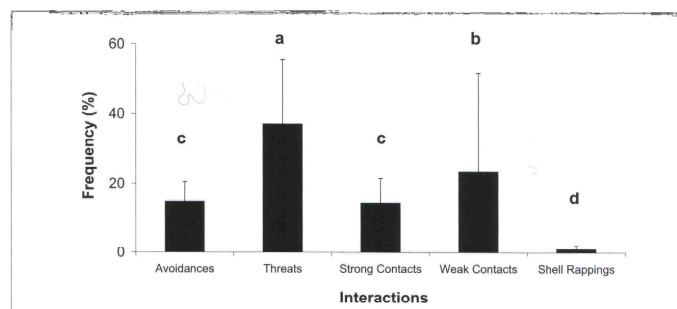 60
a
b
40
c
c
20
d
0
Frequency (%)
Avoidances Threats Strong Contacts Weak Contacts Shell Rappings
Interactions